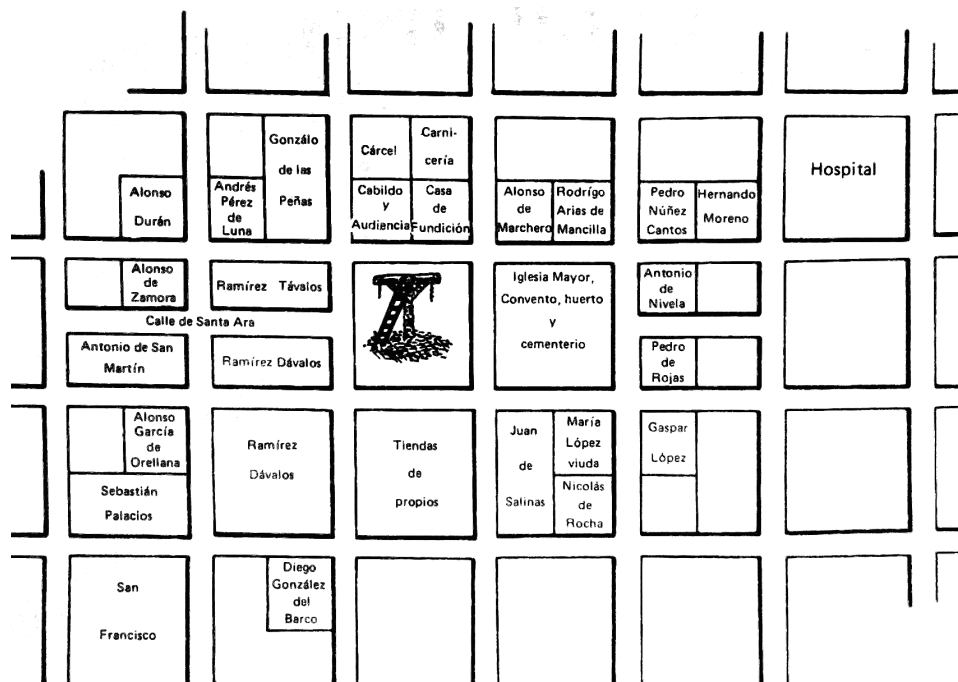 Gonzálo
de las
Peñas
Cárcel
Carni-
cería
Hospital
Alonso
Durán
Andrés
Pérez
de
Luna
Cabildo
y
Audiencia
Casa
de
Fundición
Alonso
de
Marchero
Rodrígo
Arias de
Mancilla
Pedro
Núñez
Cantos
Hernando
Moreno
Alonso
de
Zamora
Ramírez Távalos
Iglesia Mayor,
Convento, huerto
y
cementerio
Antonio
de
Nivela
Calle de Santa Ara
Antonio de San
Martín
Ramírez Dávalos
Pedro
de
Rojas
Alonso
García
de
Orellana
Sebastián
Palacios
Ramírez
Dávalos
Tiendas
de
propios
Juan
de
Salinas
María
López
viuda
Nicolás
de
Rocha
Gaspar
López
San
Francisco
Diego
González
del
Barco